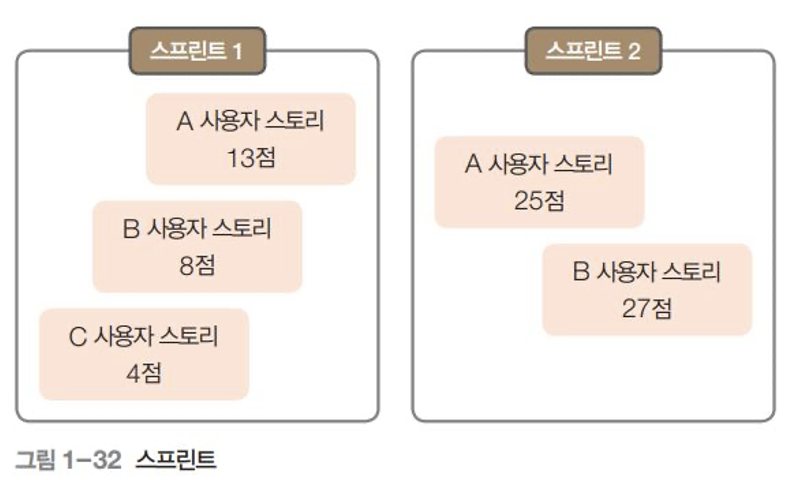 스프린트 1
A 사용자 스토리
13점
B 사용자 스토리
8점
C 사용자 스토리
4점
스프린트 2
A 사용자 스토리
25점
B 사용자 스토리
27점
그림 1-32 스프린트